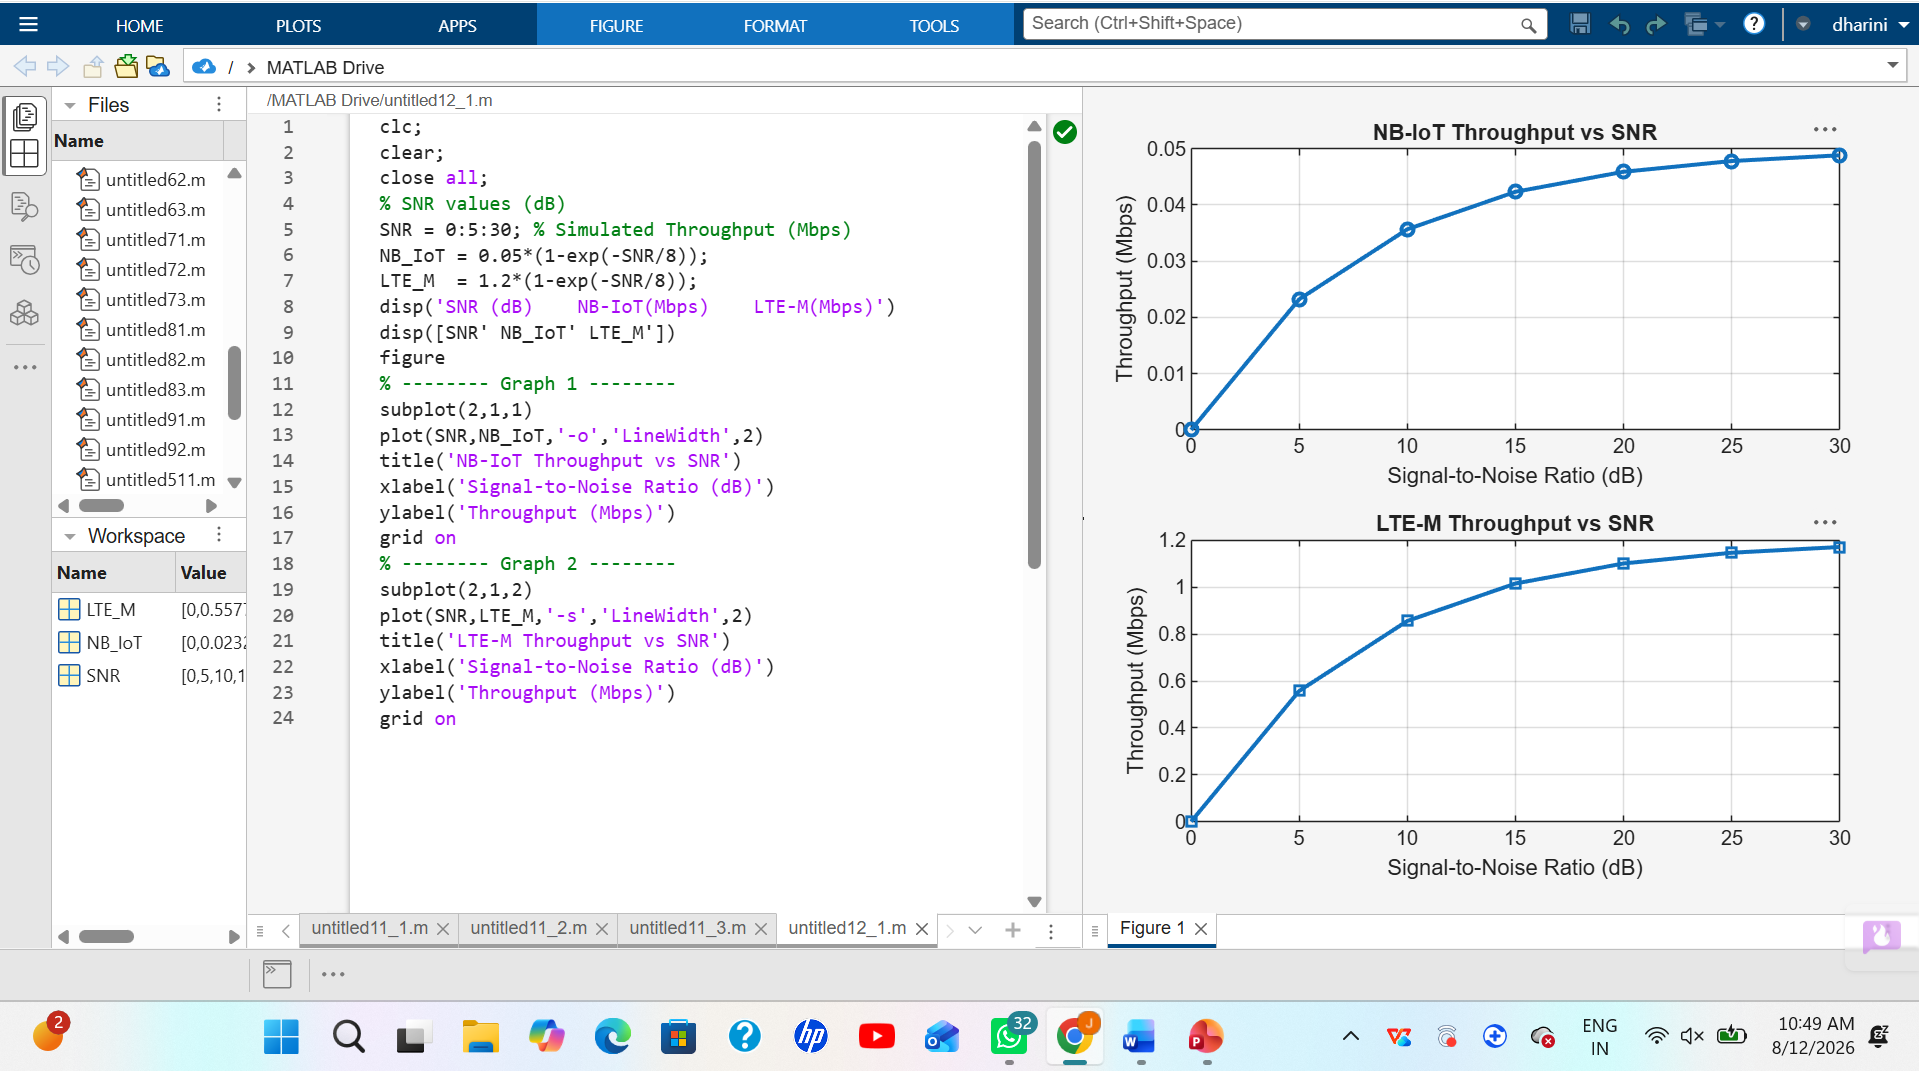 HOME PLOTS APPS FIGURE FORMAT TOOLS Search (Ctrl+Shift+Space) ? dharini
/ > MATLAB Drive
Files
Name
untitled62.m
untitled63.m
untitled71.m
untitled72.m
untitled73.m
untitled81.m
untitled82.m
untitled83.m
untitled91.m
untitled92.m
untitled511.m
Workspace
Name Value
LTE_M [0,0.557
NB_IoT [0,0.023
SNR [0,5,10,1
/MATLAB Drive/untitled12_1.m
1 clc;
2 clear;
3 close all;
4 % SNR values (dB)
5 SNR = 0:5:30; % Simulated Throughput (Mbps)
6 NB_IoT = 0.05*(1-exp(-SNR/8));
7 LTE_M  = 1.2*(1-exp(-SNR/8));
8 disp('SNR (dB)    NB-IoT(Mbps)    LTE-M(Mbps)')
9 disp([SNR' NB_IoT' LTE_M'])
10 figure
11 % -------- Graph 1 --------
12 subplot(2,1,1)
13 plot(SNR,NB_IoT,'-o','LineWidth',2)
14 title('NB-IoT Throughput vs SNR')
15 xlabel('Signal-to-Noise Ratio (dB)')
16 ylabel('Throughput (Mbps)')
17 grid on
18 % -------- Graph 2 --------
19 subplot(2,1,2)
20 plot(SNR,LTE_M,'-s','LineWidth',2)
21 title('LTE-M Throughput vs SNR')
22 xlabel('Signal-to-Noise Ratio (dB)')
23 ylabel('Throughput (Mbps)')
24 grid on
untitled11_1.m untitled11_2.m untitled11_3.m untitled12_1.m
NB-IoT Throughput vs SNR
Throughput (Mbps)
0.05
0.04
0.03
0.02
0.01
0
0 5 10 15 20 25 30
Signal-to-Noise Ratio (dB)
LTE-M Throughput vs SNR
Throughput (Mbps)
1.2
1
0.8
0.6
0.4
0.2
0
0 5 10 15 20 25 30
Signal-to-Noise Ratio (dB)
Figure 1
2
hp
32
J
W
P
ENG
IN
10:49 AM
8/12/2026